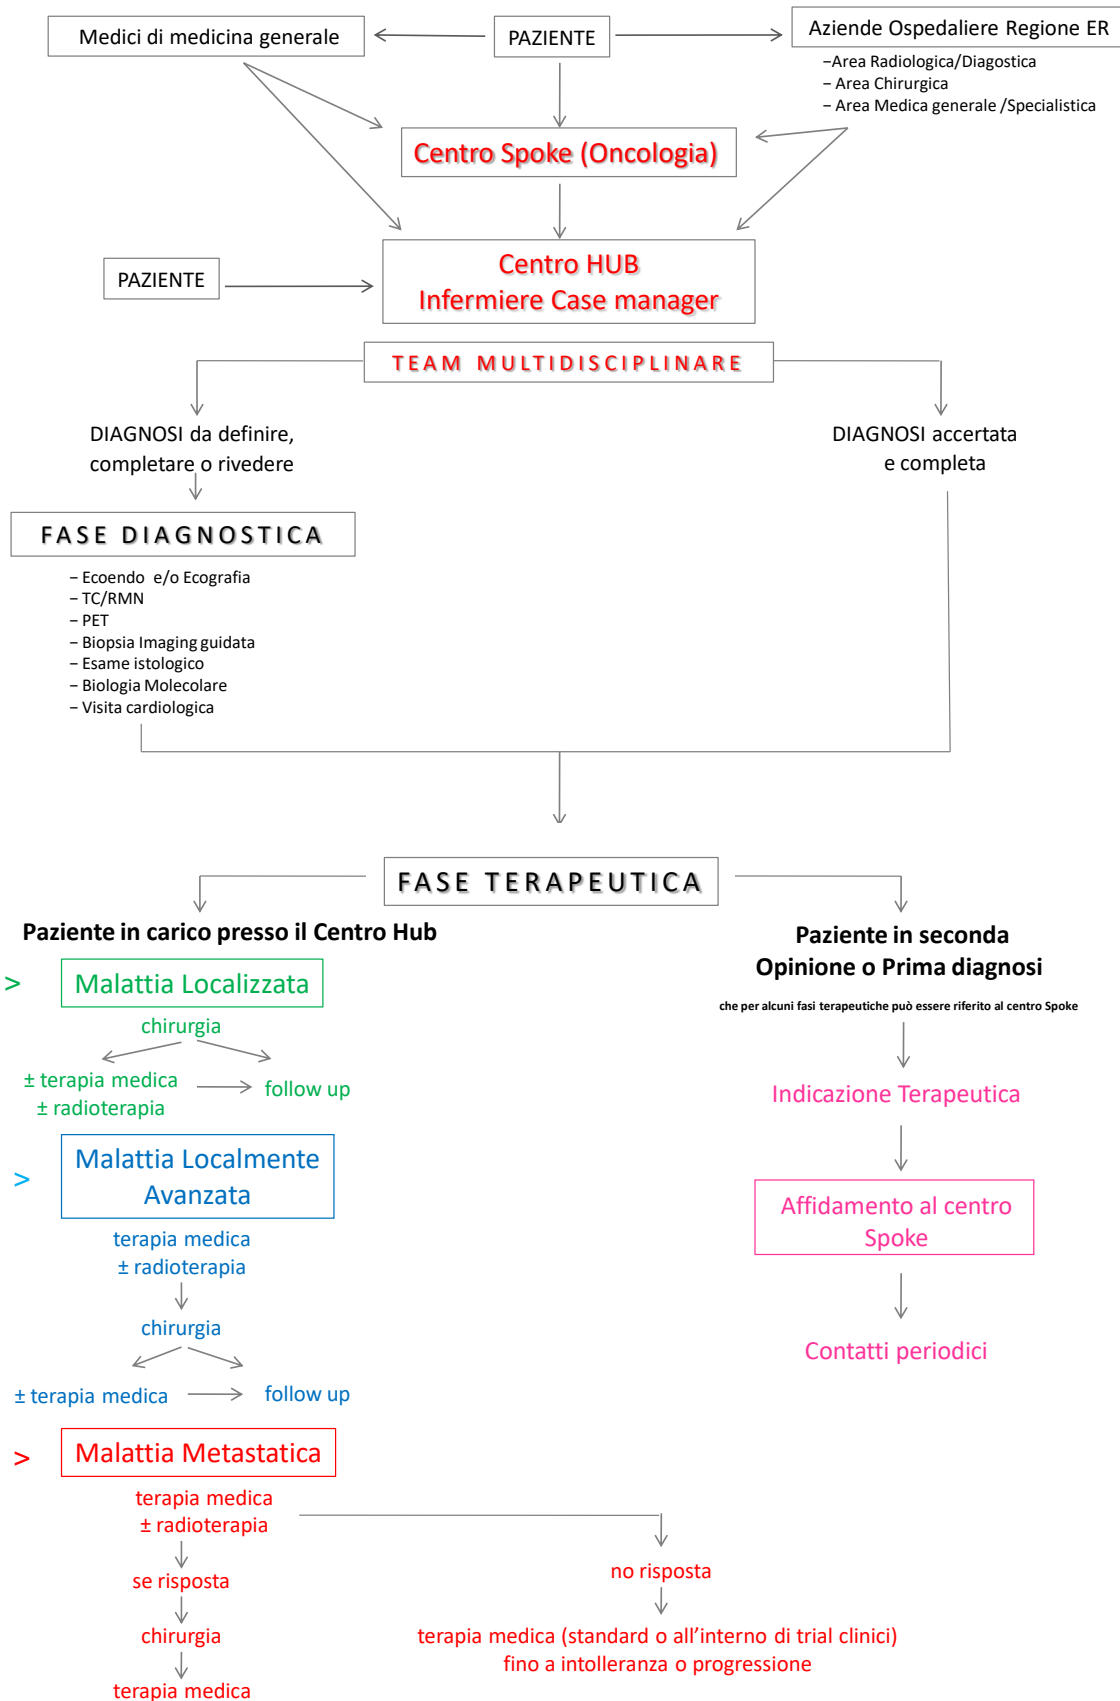 Medici di medicina generale
PAZIENTE
Aziende Ospedaliere Regione ER
−Area Radiologica/Diagostica
− Area Chirurgica
− Area Medica generale /Specialistica
Centro Spoke (Oncologia)
Centro HUB
Infermiere Case manager
PAZIENTE
TEAM MULTIDISCIPLINARE
DIAGNOSI da definire,
completare o rivedere
DIAGNOSI accertata
e completa
FASE DIAGNOSTICA
− Ecoendo e/o Ecografia
− TC/RMN
− PET
− Biopsia Imaging guidata
− Esame istologico
− Biologia Molecolare
− Visita cardiologica
FASE TERAPEUTICA
Paziente in carico presso il Centro Hub
> Malattia Localizzata
chirurgia
± terapia medica
± radioterapia
follow up
> Malattia Localmente
Avanzata
terapia medica
± radioterapia
chirurgia
± terapia medica
follow up
> Malattia Metastatica
terapia medica
± radioterapia
se risposta
chirurgia
terapia medica
no risposta
terapia medica (standard o all’interno di trial clinici)
fino a intolleranza o progressione
Paziente in seconda
Opinione o Prima diagnosi
che per alcuni fasi terapeutiche può essere riferito al centro Spoke
Indicazione Terapeutica
Affidamento al centro
Spoke
Contatti periodici